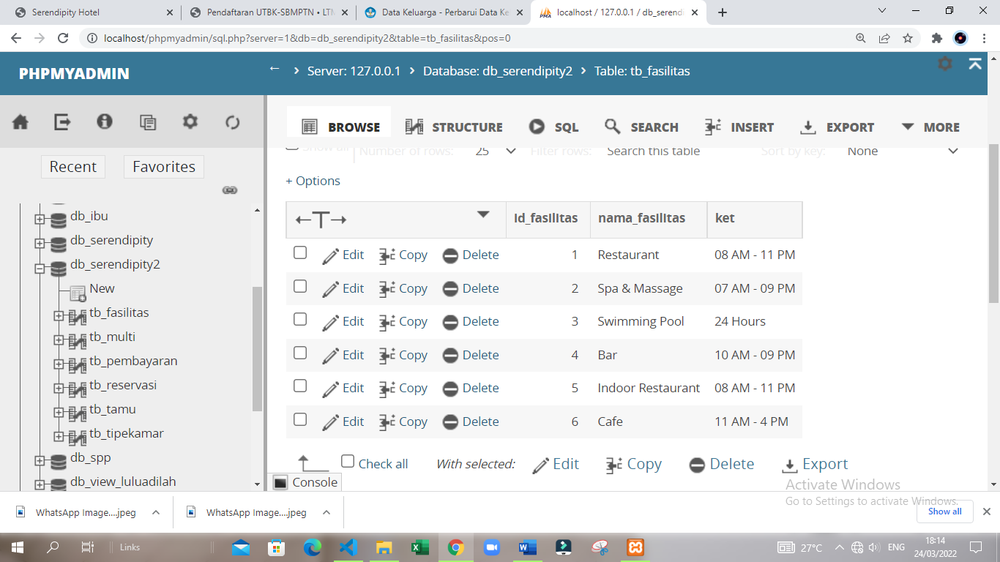 Serendipity Hotel
Pendaftaran UTBK-SBMPTN • LTM
Data Keluarga - Perbarui Data Ke
localhost / 127.0.0.1 / db_serend
localhost/phpmyadmin/sql.php?server=1&db=db_serendipity2&table=tb_fasilitas&pos=0
PHPMYADMIN
Server: 127.0.0.1 Database: db_serendipity2 Table: tb_fasilitas
BROWSE STRUCTURE SQL SEARCH INSERT EXPORT MORE
Show all Number of rows: 25 Filter rows: Search this table Sort by key: None
Recent Favorites
+ Options
db_ibu
db_serendipity
db_serendipity2
New
tb_fasilitas
tb_multi
tb_pembayaran
tb_reservasi
tb_tamu
tb_tipekamar
db_spp
db_view_luluadilah
id_fasilitas nama_fasilitas ket
Edit Copy Delete 1 Restaurant 08 AM - 11 PM
Edit Copy Delete 2 Spa & Massage 07 AM - 09 PM
Edit Copy Delete 3 Swimming Pool 24 Hours
Edit Copy Delete 4 Bar 10 AM - 09 PM
Edit Copy Delete 5 Indoor Restaurant 08 AM - 11 PM
Edit Copy Delete 6 Cafe 11 AM - 4 PM
Check all With selected: Edit Copy Delete Export
Console
Activate Windows
Go to Settings to activate Windows.
WhatsApp Image....jpeg
WhatsApp Image....jpeg
Show all
Links
27°C
ENG
18:14
24/03/2022